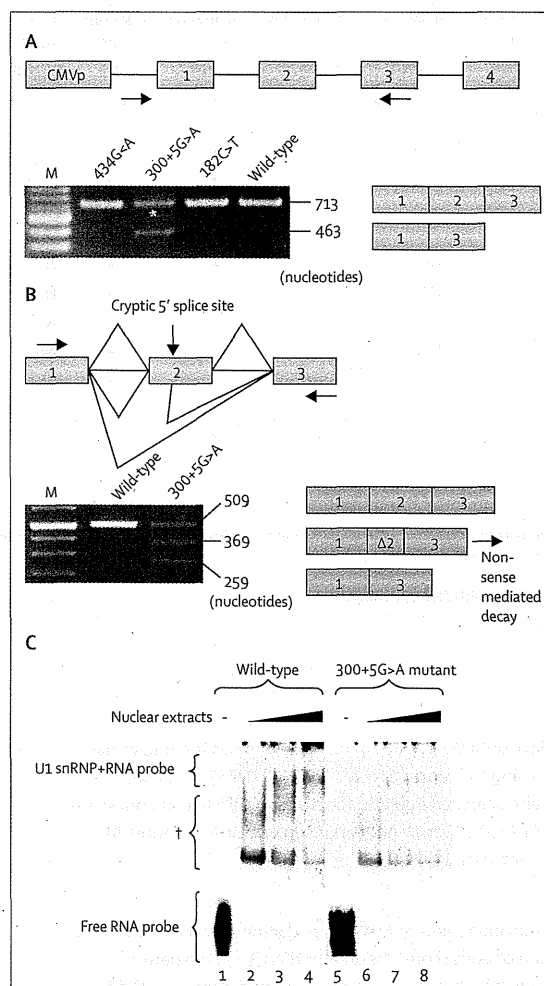 A
CMVp 1 2 3 4
M 434G<A 300+5G>A 182C>T Wild-type
*
713
463
1 2 3
1 3
(nucleotides)
B
Cryptic 5' splice site
1 2 3
M Wild-type 300+5G>A
509
369
259
(nucleotides)
1 2 3
1 Δ2 3
1 3
Non-
sense
mediated
decay
C
Wild-type 300+5G>A mutant
Nuclear extracts - -
U1 snRNP+RNA probe
†
Free RNA probe
1 2 3 4 5 6 7 8